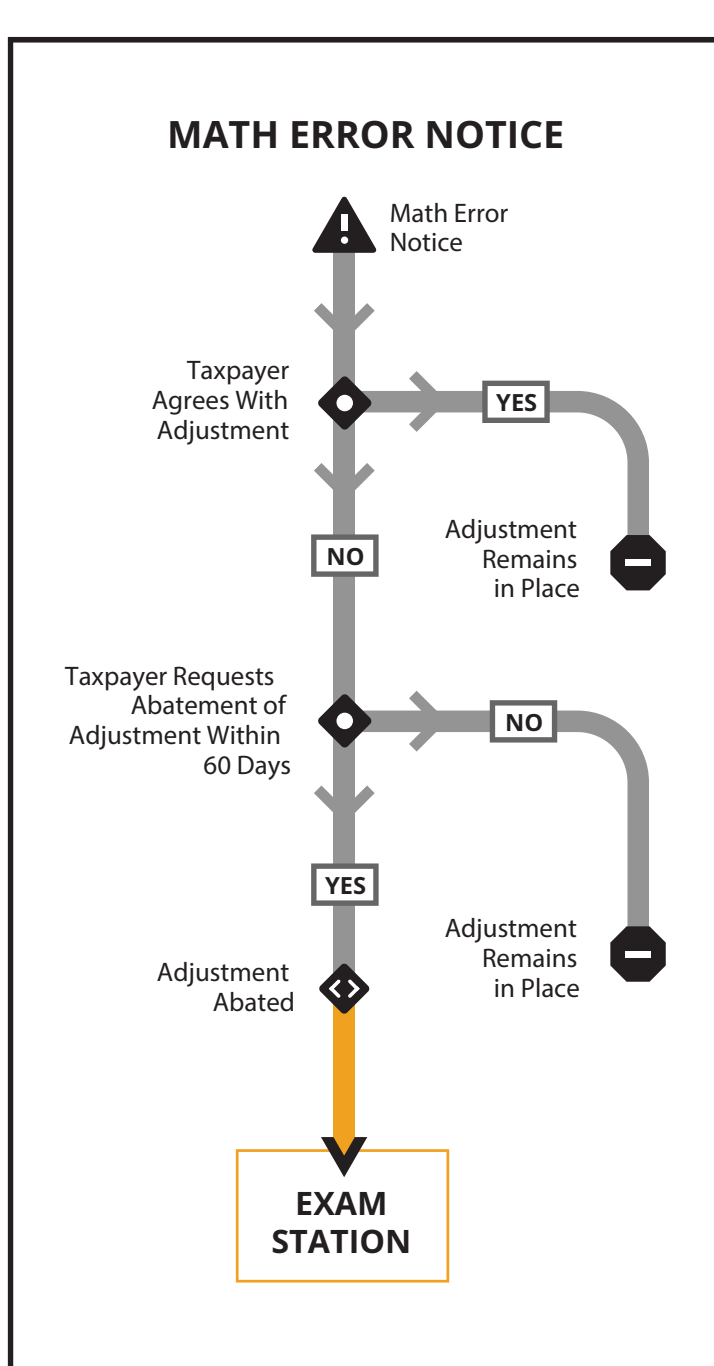 MATH ERROR NOTICE
Math Error
Notice
Taxpayer
Agrees With
Adjustment
YES
Adjustment
Remains
in Place
NO
Taxpayer Requests
Abatement of
Adjustment Within
60 Days
NO
Adjustment
Remains
in Place
YES
Adjustment
Abated
EXAM
STATION